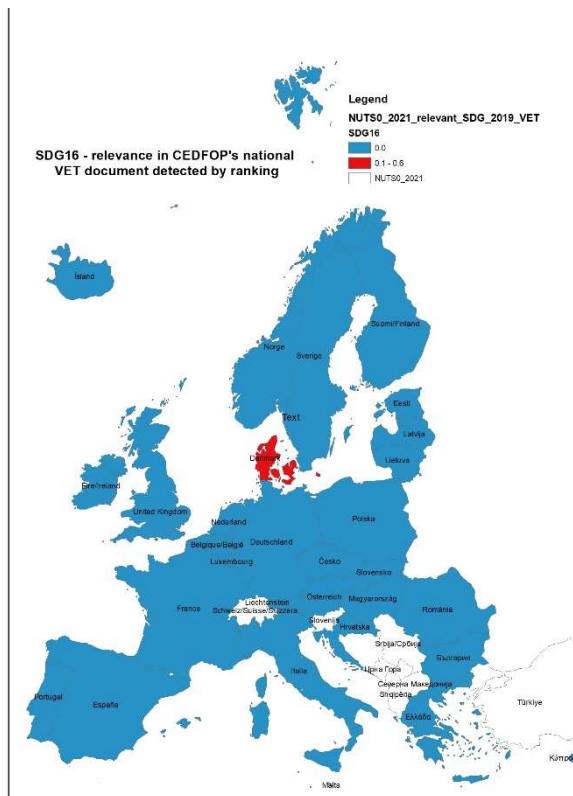 Legend
NUTS0_2021_relevant_SDG_2019_VET
SDG16
0.0
0.1 - 0.6
NUTS0_2021
SDG16 - relevance in CEDFOP's national
VET document detected by ranking
Ísland
Suomi/Finland
Norge
Sverige
Text
Eesti
Latvija
Lietuva
Danmark
Éire/Ireland
United Kingdom
Nederland
Polska
Belgique/België
Deutschland
Luxembourg
Česko
Slovensko
Österreich
Magyarország
Liechtenstein
France
Schweiz/Suisse/Svizzera
România
Slovenija
Hrvatska
Srbija/Сpбија
България
Црна Гора
Италia
Северна Македонија
Shqipëria
Portugal
España
Türkiye
Ελλάδα
Malta